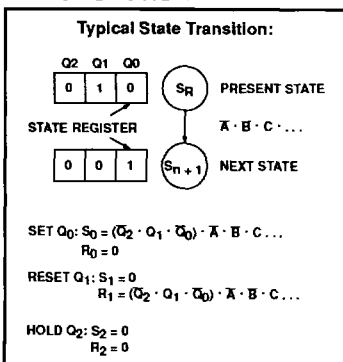 Typical State Transition:
Q2 Q1 Q0
0 1 0 S_R PRESENT STATE
STATE REGISTER A̅ · B̅ · C · ...
0 0 1 S_n + 1 NEXT STATE
SET Q₀: S₀ = (Q̅₂ · Q₁ · Q̅₀) · A̅ · B̅ · C ...
R₀ = 0
RESET Q₁: S₁ = 0
R₁ = (Q̅₂ · Q₁ · Q̅₀) · A̅ · B̅ · C ...
HOLD Q₂: S₂ = 0
R₂ = 0